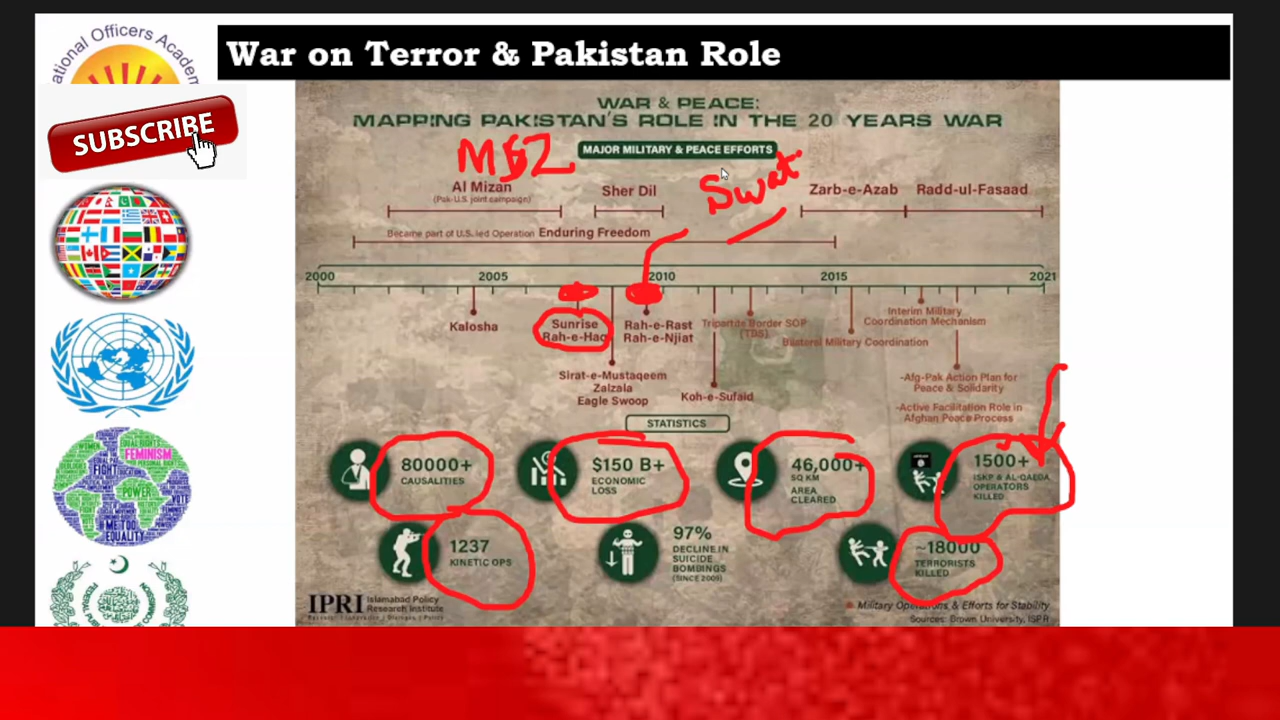 ational Officers Acade
War on Terror & Pakistan Role
SUBSCRIBE
WAR & PEACE:
MAPPING PAKISTAN'S ROLE IN THE 20 YEARS WAR
MAJOR MILITARY & PEACE EFFORTS
Swat
Al Mizan
(Pak-U.S. joint campaign)
Sher Dil
Zarb-e-Azab
Radd-ul-Fasaad
Became part of U.S. led Operation Enduring Freedom
2000 2005 2010 2015 2021
Kalosha
Sunrise
Rah-e-Haq
Rah-e-Rast
Rah-e-Njiat
Tripartite Border SOP
(TBS)
Bilateral Military Coordination
Interim Military
Coordination Mechanism
Sirat-e-Mustaqeem
Zalzala
Eagle Swoop
Koh-e-Sufaid
-Afg-Pak Action Plan for
Peace & Solidarity
-Active Facilitation Role in
Afghan Peace Process
STATISTICS
80000+
CAUSALITIES
$150 B+
ECONOMIC
LOSS
46,000+
SQ KM
AREA
CLEARED
1500+
ISKP & AL-QAEDA
OPERATORS
KILLED
1237
KINETIC OPS
97%
DECLINE IN
SUICIDE
BOMBINGS
(SINCE 2009)
~18000
TERRORISTS
KILLED
IPRI Islamabad Policy
Research Institute
Military Operations & Efforts for Stability
Sources: Brown University, ISPR
FEMINISM
FIGHT
POWER
#METOO
EQUALITY